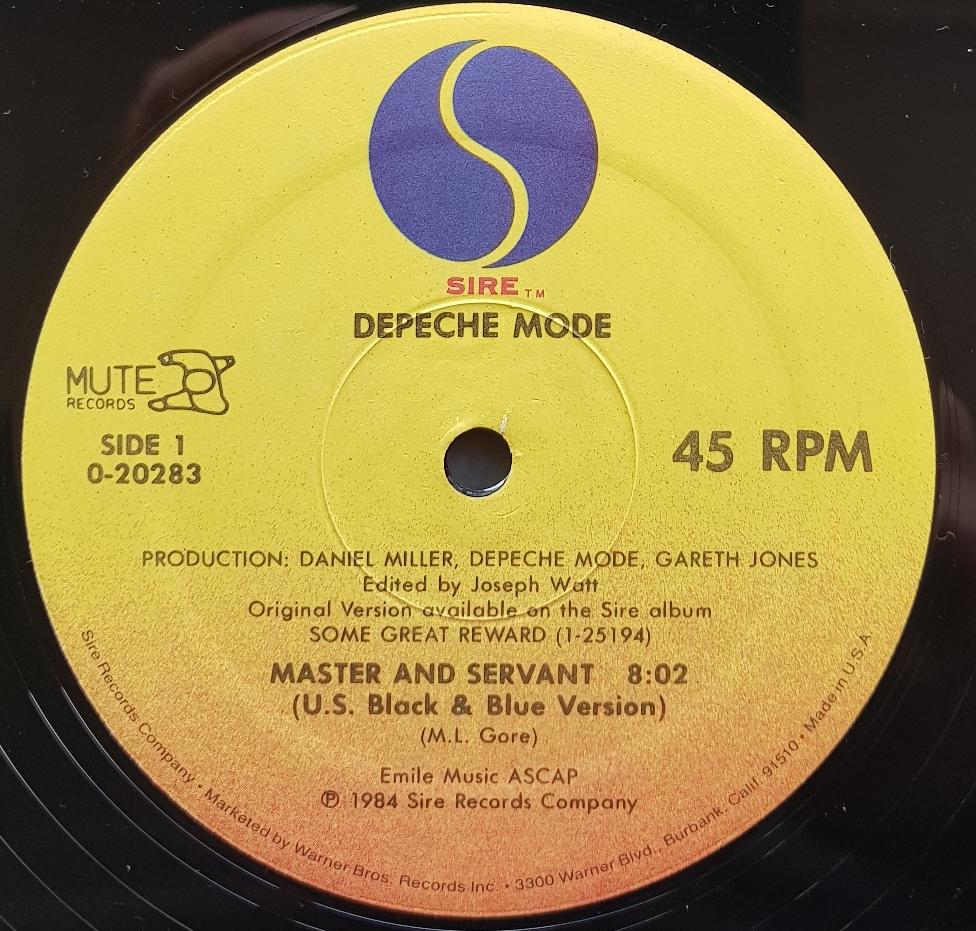 SIRE TM
DEPECHE MODE
MUTE
RECORDS
SIDE 1
0-20283
45 RPM
PRODUCTION: DANIEL MILLER, DEPECHE MODE, GARETH JONES
Edited by Joseph Watt
Original Version available on the Sire album
SOME GREAT REWARD (1-25194)
MASTER AND SERVANT 8:02
(U.S. Black & Blue Version)
(M.L. Gore)
Emile Music ASCAP
℗ 1984 Sire Records Company
Sire Records Company • Marketed by Warner Bros. Records Inc. • 3300 Warner Blvd., Burbank, Calif. 91510 • Made in U.S.A.